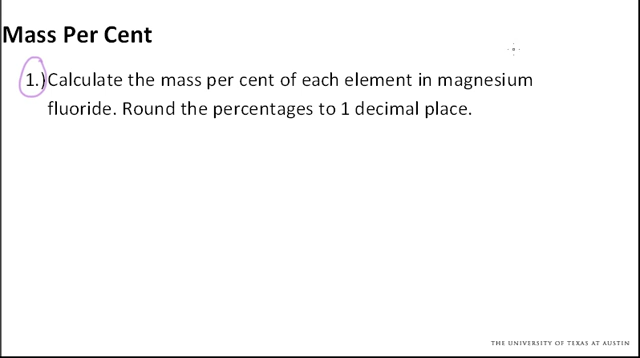 Mass Per Cent
1.) Calculate the mass per cent of each element in magnesium
fluoride. Round the percentages to 1 decimal place.
THE UNIVERSITY OF TEXAS AT AUSTIN